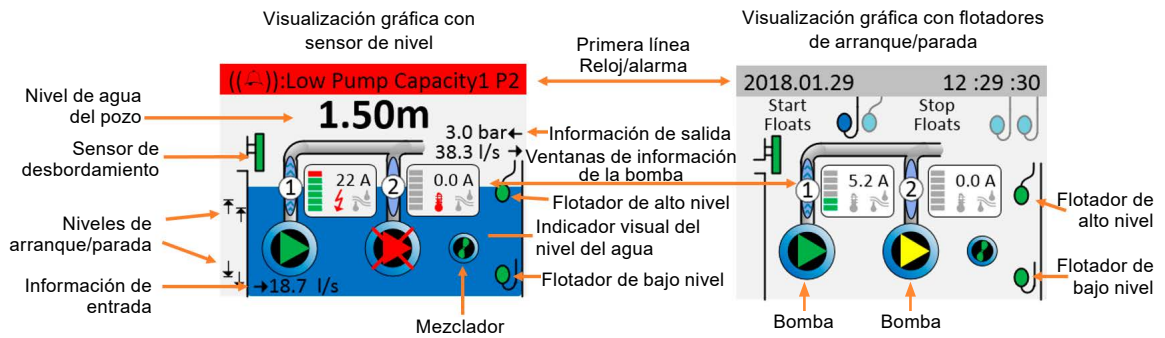 Visualización gráfica con
sensor de nivel
Visualización gráfica con flotadores
de arranque/parada
Primera línea
Reloj/alarma
((🔔)):Low Pump Capacity1 P2
2018.01.29 12 :29 :30
Nivel de agua
del pozo
1.50m
Start
Floats
Stop
Floats
3.0 bar
38.3 l/s
Información de salida
Sensor de
desbordamiento
Ventanas de información
de la bomba
1
22 A
2
0.0 A
1
5.2 A
2
0.0 A
Flotador de alto nivel
Flotador de
alto nivel
Niveles de
arranque/parada
Indicador visual del
nivel del agua
Flotador de bajo nivel
Flotador de
bajo nivel
Información de
entrada
18.7 l/s
Mezclador
Bomba
Bomba